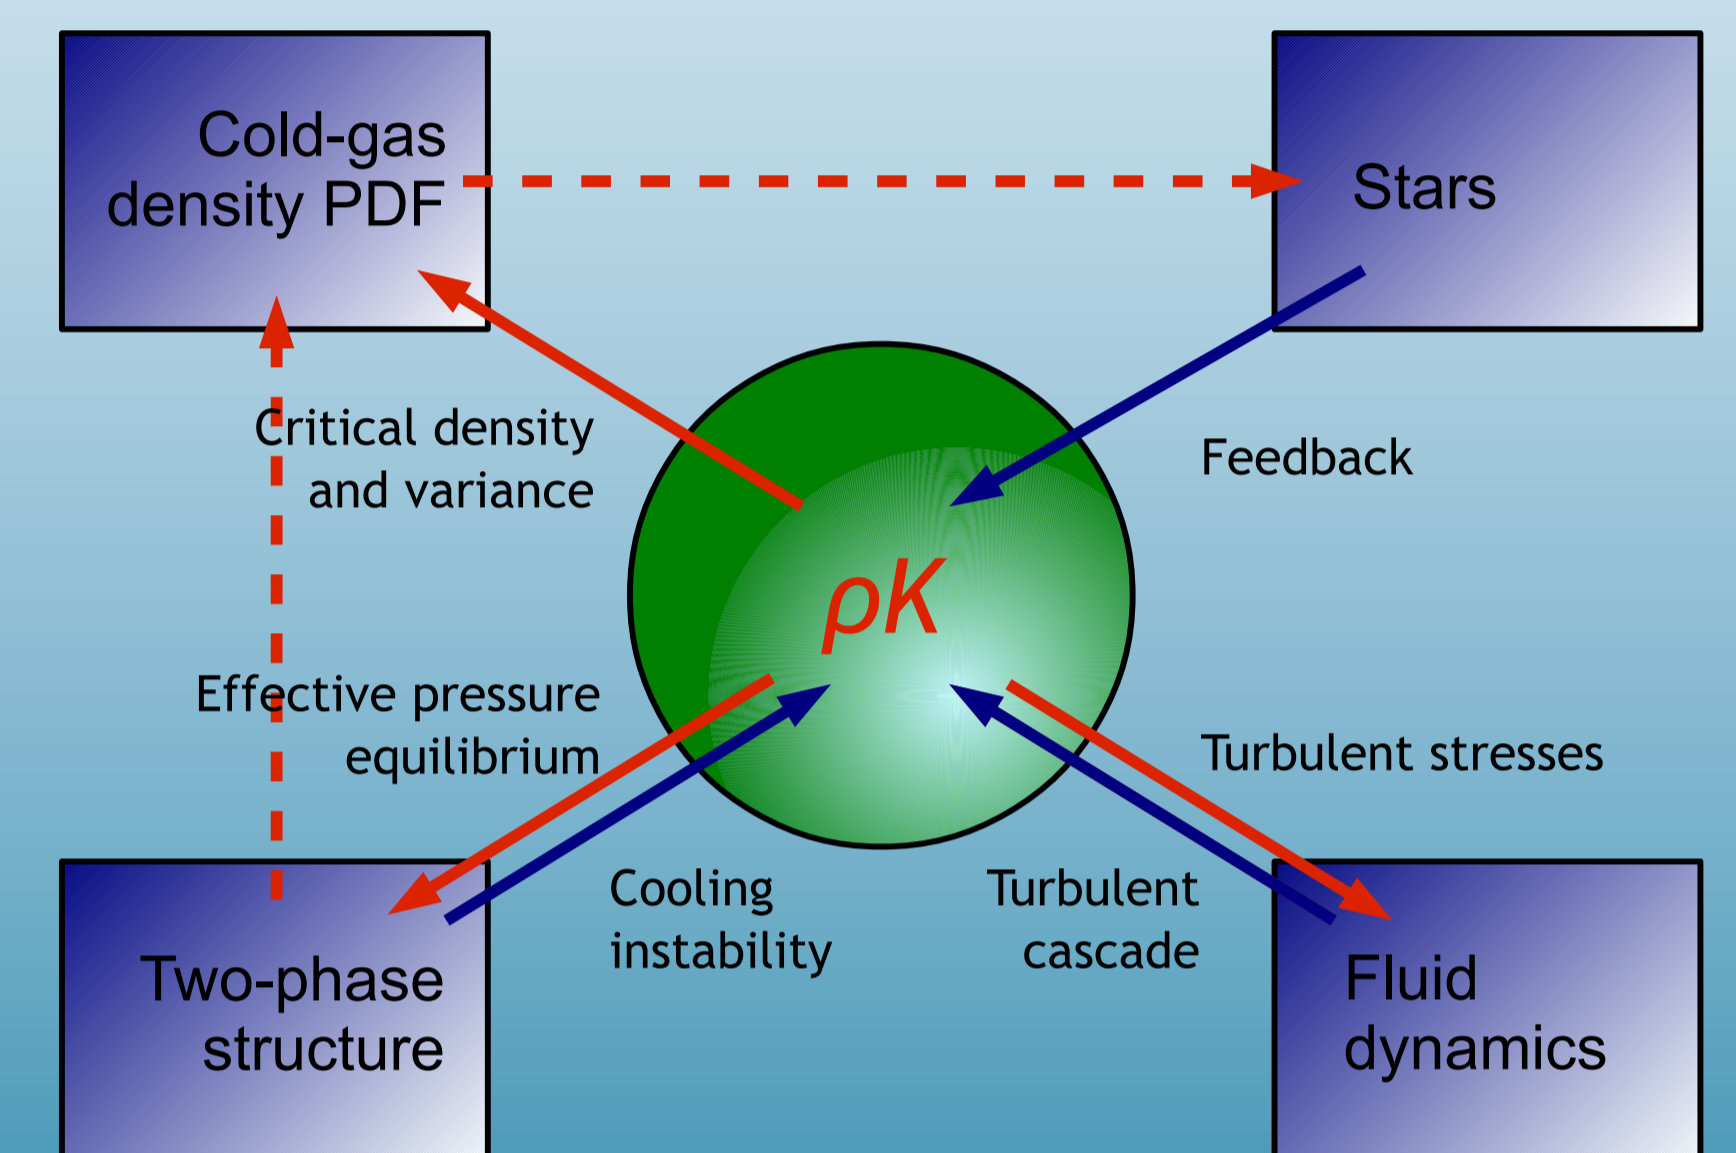 Cold-gas
density PDF
Stars
Critical density
and variance
Feedback
ρK
Effective pressure
equilibrium
Turbulent stresses
Cooling
instability
Turbulent
cascade
Two-phase
structure
Fluid
dynamics